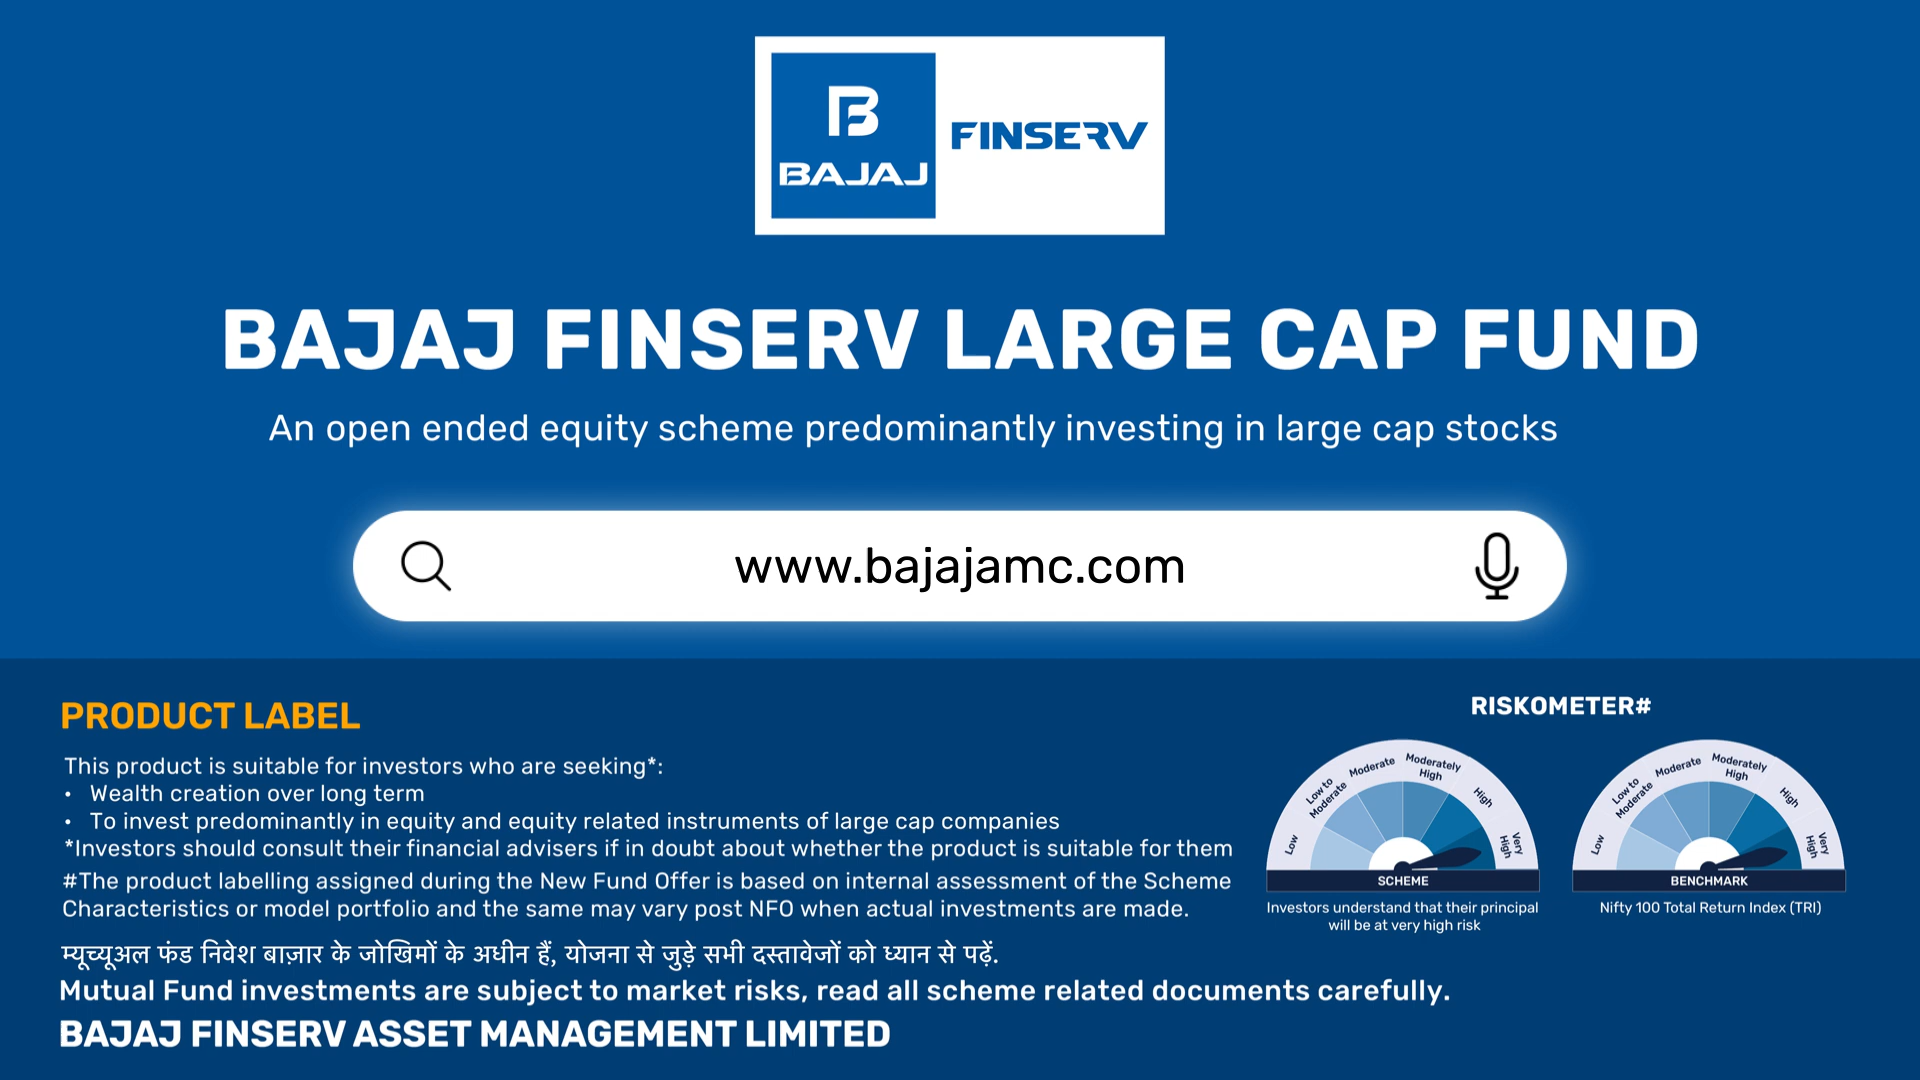 BAJAJ
FINSERV
BAJAJ FINSERV LARGE CAP FUND
An open ended equity scheme predominantly investing in large cap stocks
www.bajajamc.com
PRODUCT LABEL
This product is suitable for investors who are seeking*:
• Wealth creation over long term
• To invest predominantly in equity and equity related instruments of large cap companies
*Investors should consult their financial advisers if in doubt about whether the product is suitable for them
#The product labelling assigned during the New Fund Offer is based on internal assessment of the Scheme
Characteristics or model portfolio and the same may vary post NFO when actual investments are made.
म्यूच्यूअल फंड निवेश बाज़ार के जोखिमों के अधीन हैं, योजना से जुड़े सभी दस्तावेजों को ध्यान से पढ़ें.
Mutual Fund investments are subject to market risks, read all scheme related documents carefully.
BAJAJ FINSERV ASSET MANAGEMENT LIMITED
RISKOMETER#
Low
Low to
Moderate
Moderate
Moderately
High
High
Very
High
SCHEME
Investors understand that their principal
will be at very high risk
Low
Low to
Moderate
Moderate
Moderately
High
High
Very
High
BENCHMARK
Nifty 100 Total Return Index (TRI)